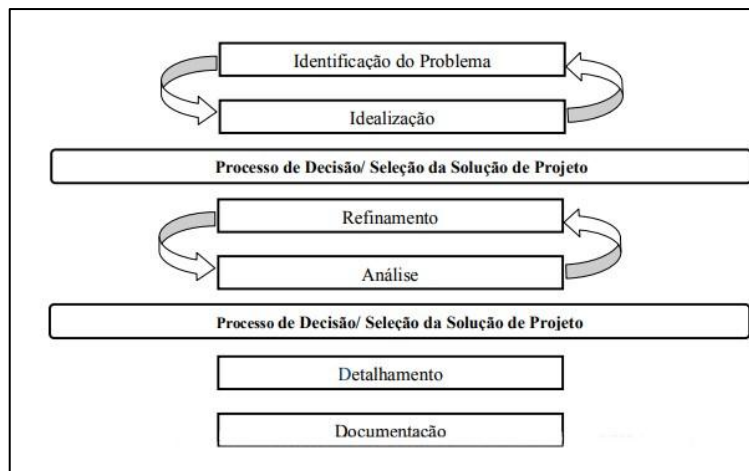 Identificação do Problema
Idealização
Processo de Decisão/ Seleção da Solução de Projeto
Refinamento
Análise
Processo de Decisão/ Seleção da Solução de Projeto
Detalhamento
Documentacão